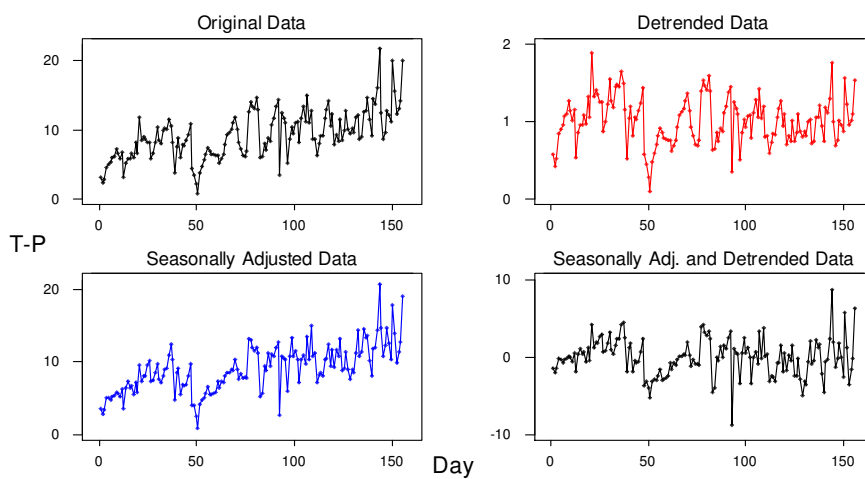 Original Data
Detrended Data
20
10
0
0 50 100 150
2
1
0
0 50 100 150
T-P
Seasonally Adjusted Data
Seasonally Adj. and Detrended Data
20
10
0
0 50 100 150
10
0
-10
0 50 100 150
Day